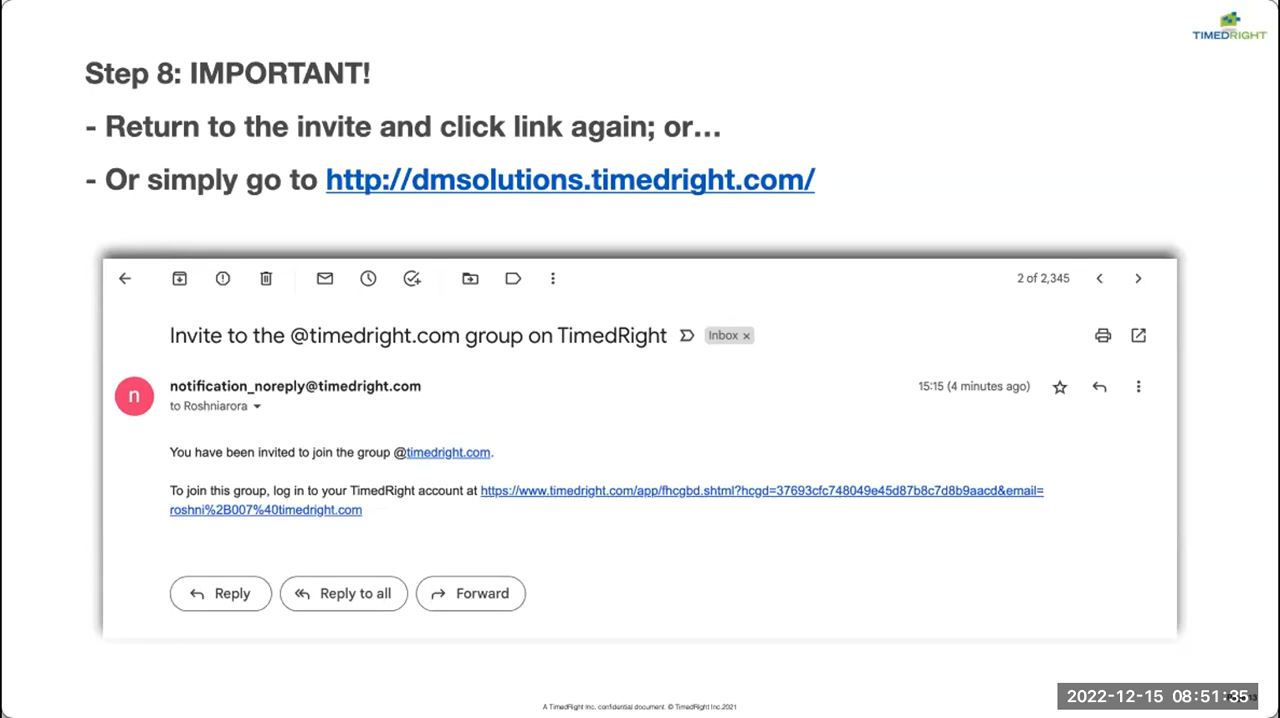 TIMEDRIGHT
Step 8: IMPORTANT!
- Return to the invite and click link again; or...
- Or simply go to http://dmsolutions.timedright.com/
2 of 2,345
Invite to the @timedright.com group on TimedRight
Inbox ×
n
notification_noreply@timedright.com
15:15 (4 minutes ago)
to Roshniarora
You have been invited to join the group @timedright.com.
To join this group, log in to your TimedRight account at https://www.timedright.com/app/fhcgbd.shtml?hcgd=37693cfc748049e45d87b8c7d8b9aacd&email=
roshni%2B007%40timedright.com
Reply
Reply to all
Forward
A TimedRight Inc. confidential document. © TimedRight Inc.2021
2022-12-15 08:51:35